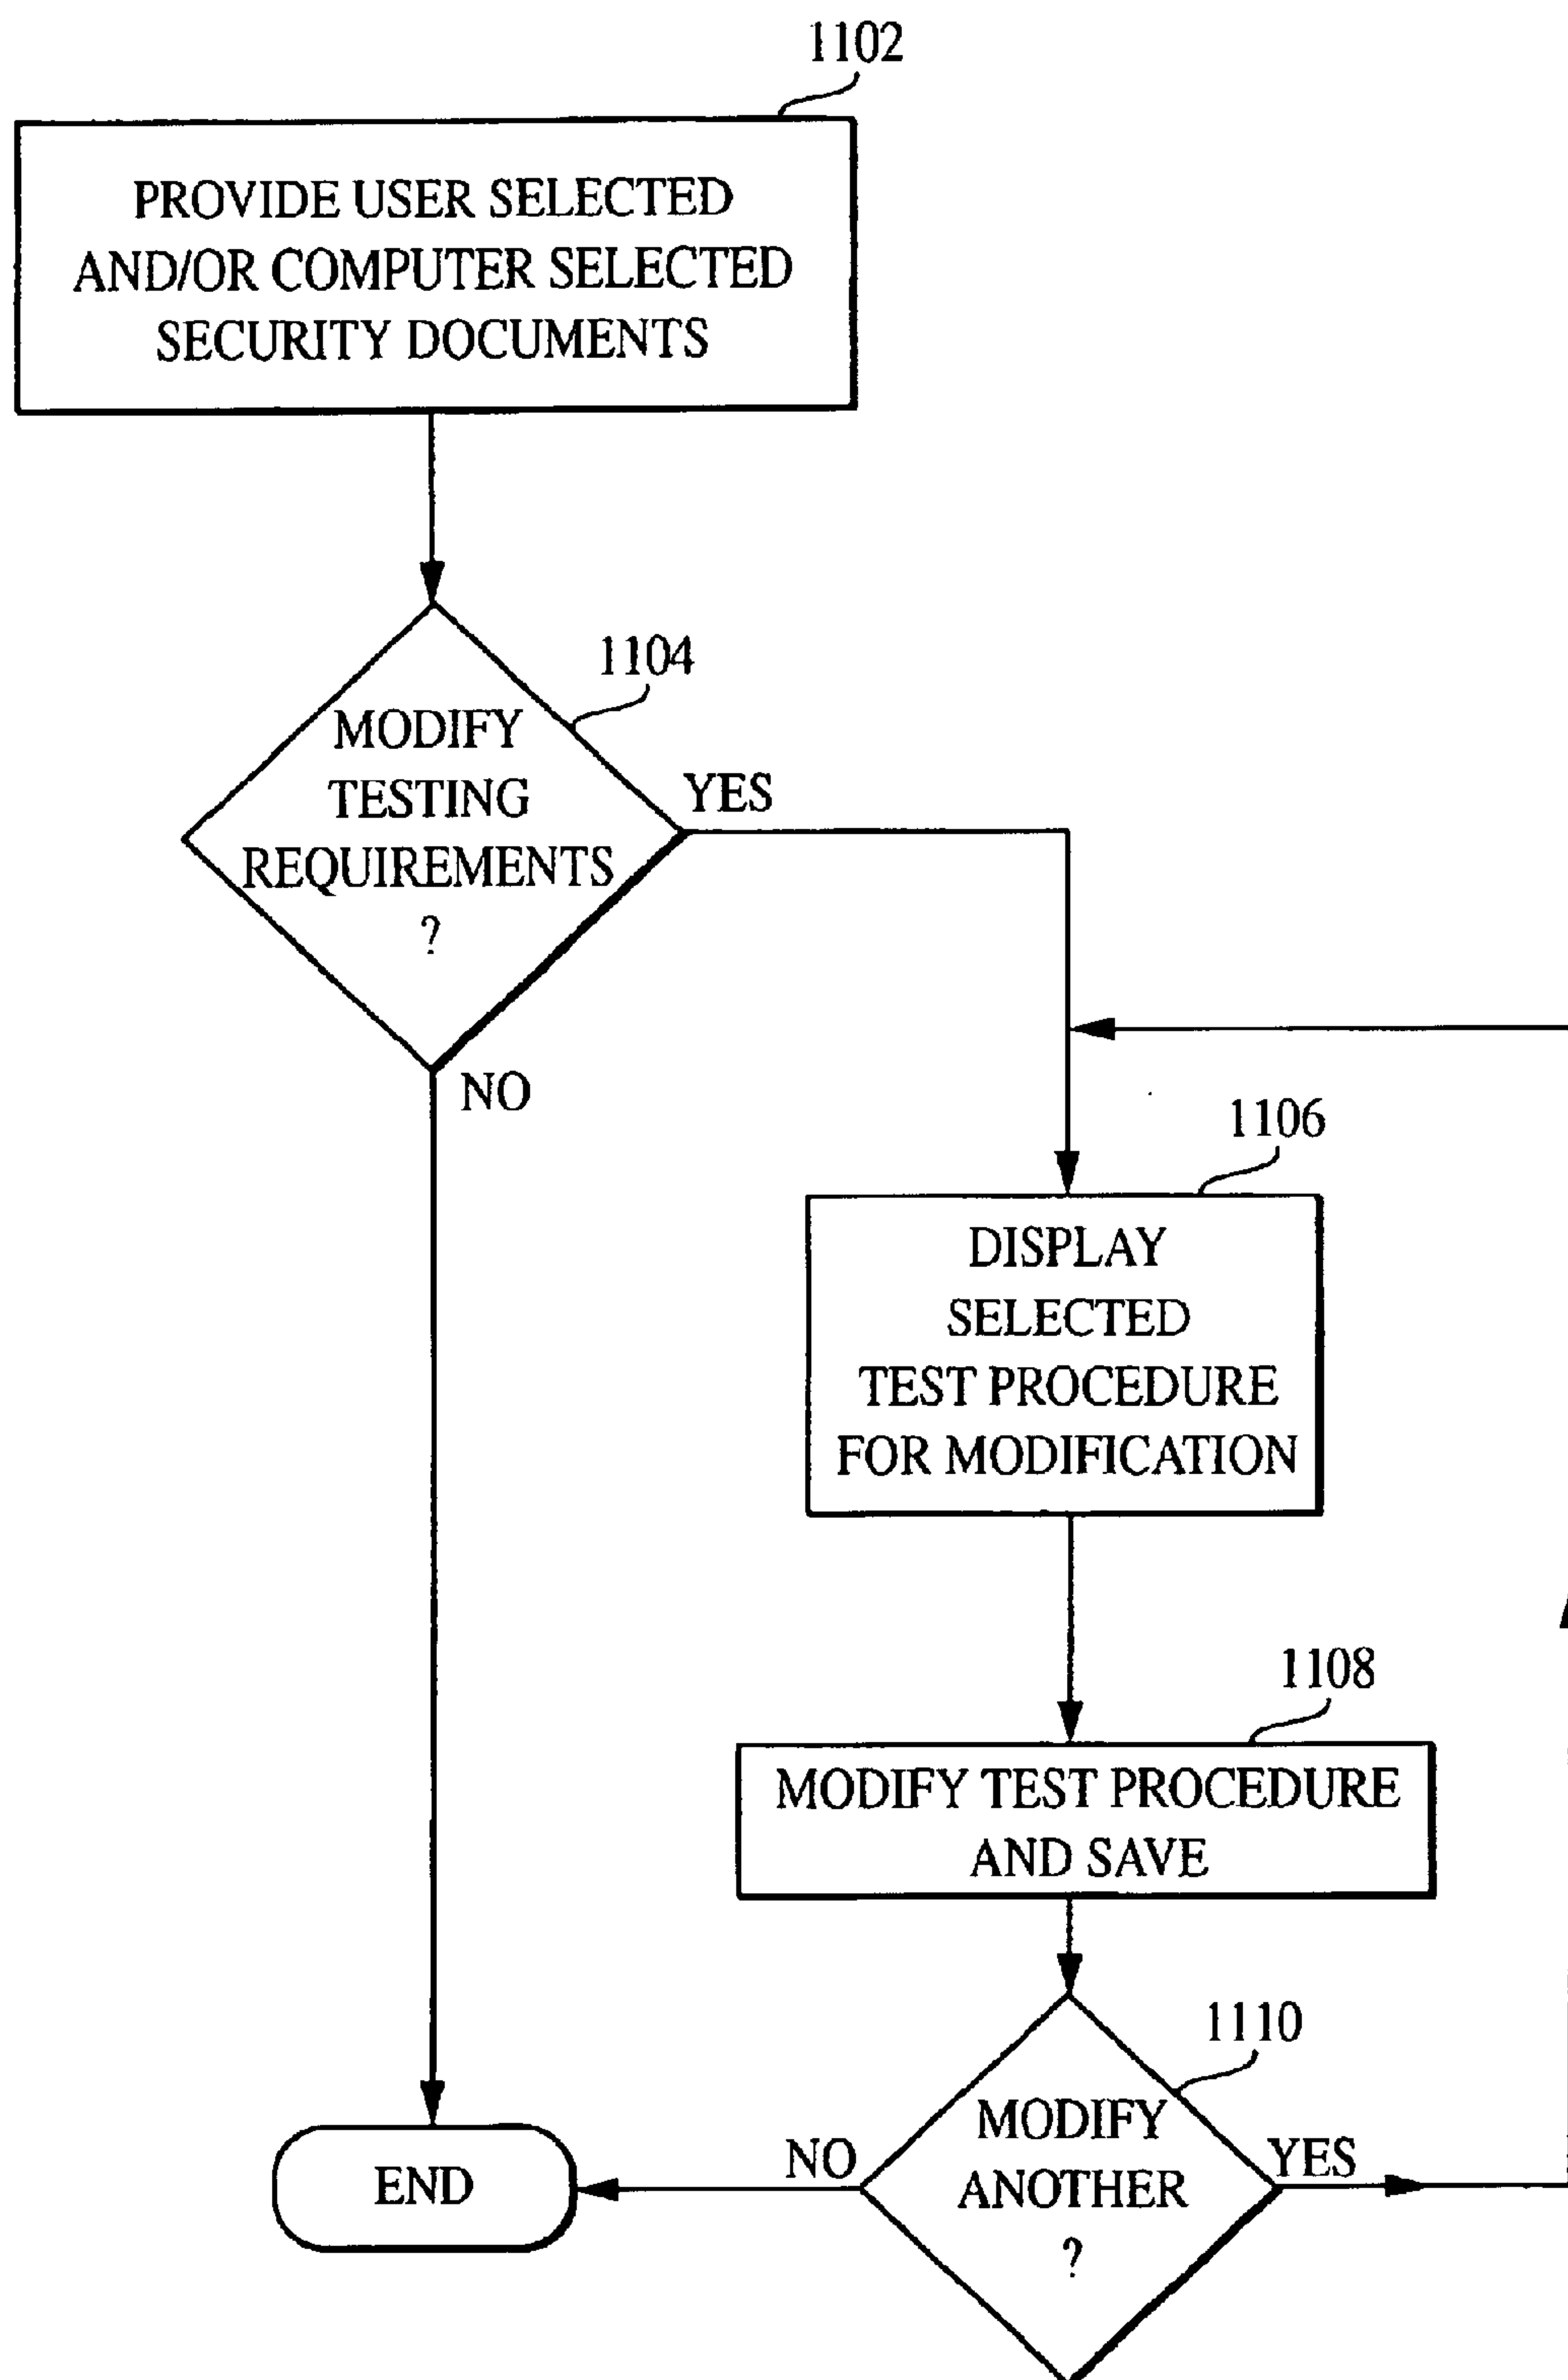 1102
PROVIDE USER SELECTED
AND/OR COMPUTER SELECTED
SECURITY DOCUMENTS
1104
MODIFY
TESTING
REQUIREMENTS
?
YES
NO
1106
DISPLAY
SELECTED
TEST PROCEDURE
FOR MODIFICATION
1108
MODIFY TEST PROCEDURE
AND SAVE
1110
MODIFY
ANOTHER
?
NO
YES
END